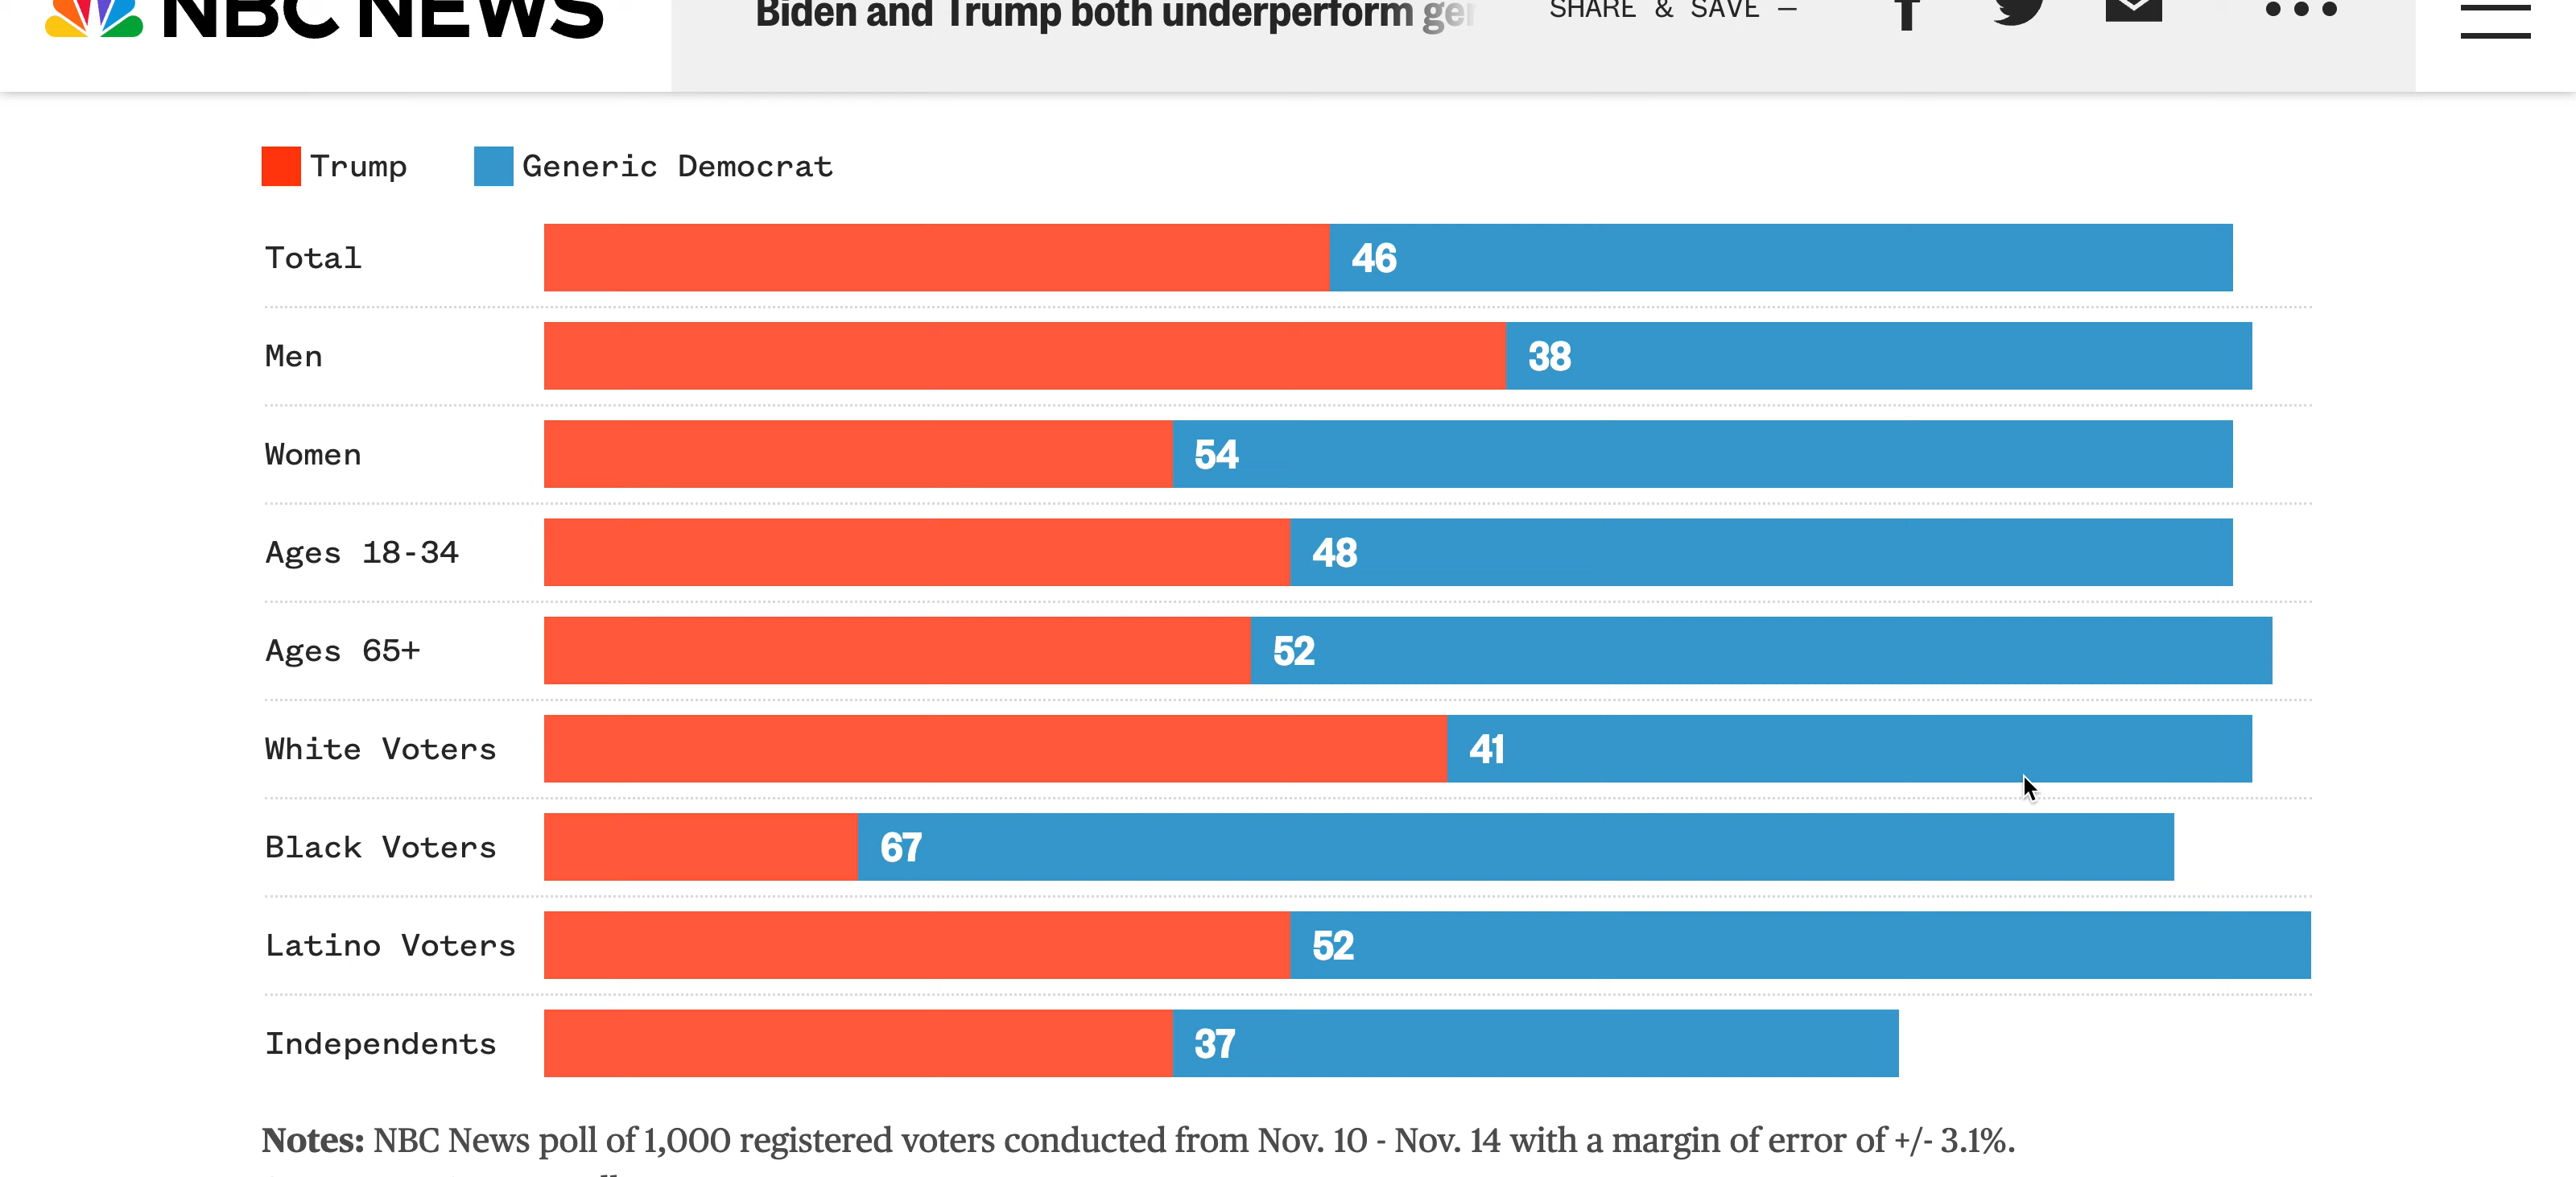 NBC NEWS
Biden and Trump both underperform
SHARE & SAVE —
Trump
Generic Democrat
Total 46
Men 38
Women 54
Ages 18-34 48
Ages 65+ 52
White Voters 41
Black Voters 67
Latino Voters 52
Independents 37
Notes: NBC News poll of 1,000 registered voters conducted from Nov. 10 - Nov. 14 with a margin of error of +/- 3.1%.